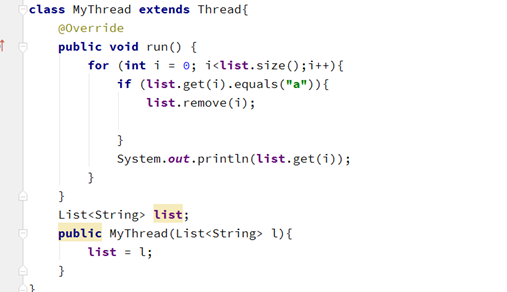 class MyThread extends Thread{
@Override
public void run() {
for (int i = 0; i<list.size();i++){
if (list.get(i).equals("a")){
list.remove(i);
}
System.out.println(list.get(i));
}
}
List<String> list;
public MyThread(List<String> l){
list = l;
}
}